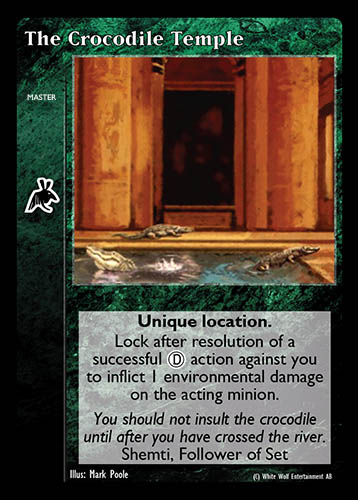 The Crocodile Temple
MASTER
Unique location.
Lock after resolution of a
successful Ⓓ action against you
to inflict 1 environmental damage
on the acting minion.
You should not insult the crocodile
until after you have crossed the river.
Shemti, Follower of Set
Illus: Mark Poole
(C) White Wolf Entertainment AB